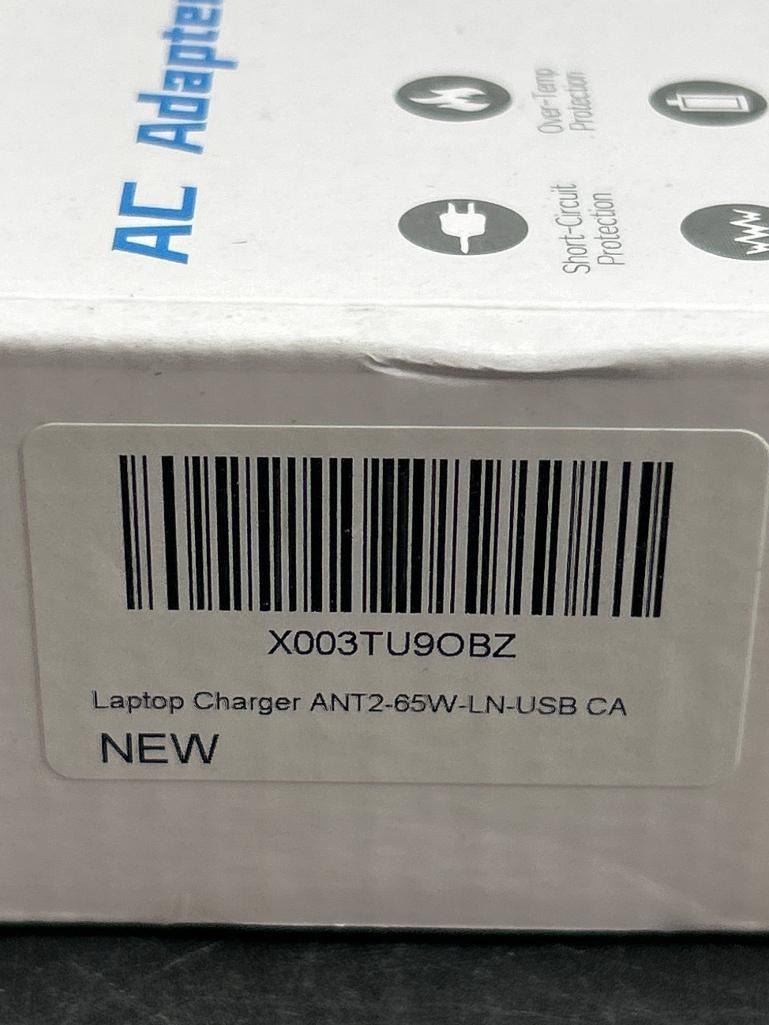 AC Adapter
Over-Temp
Protection
Short-Circuit
Protection
X003TU9OBZ
Laptop Charger ANT2-65W-LN-USB CA
NEW